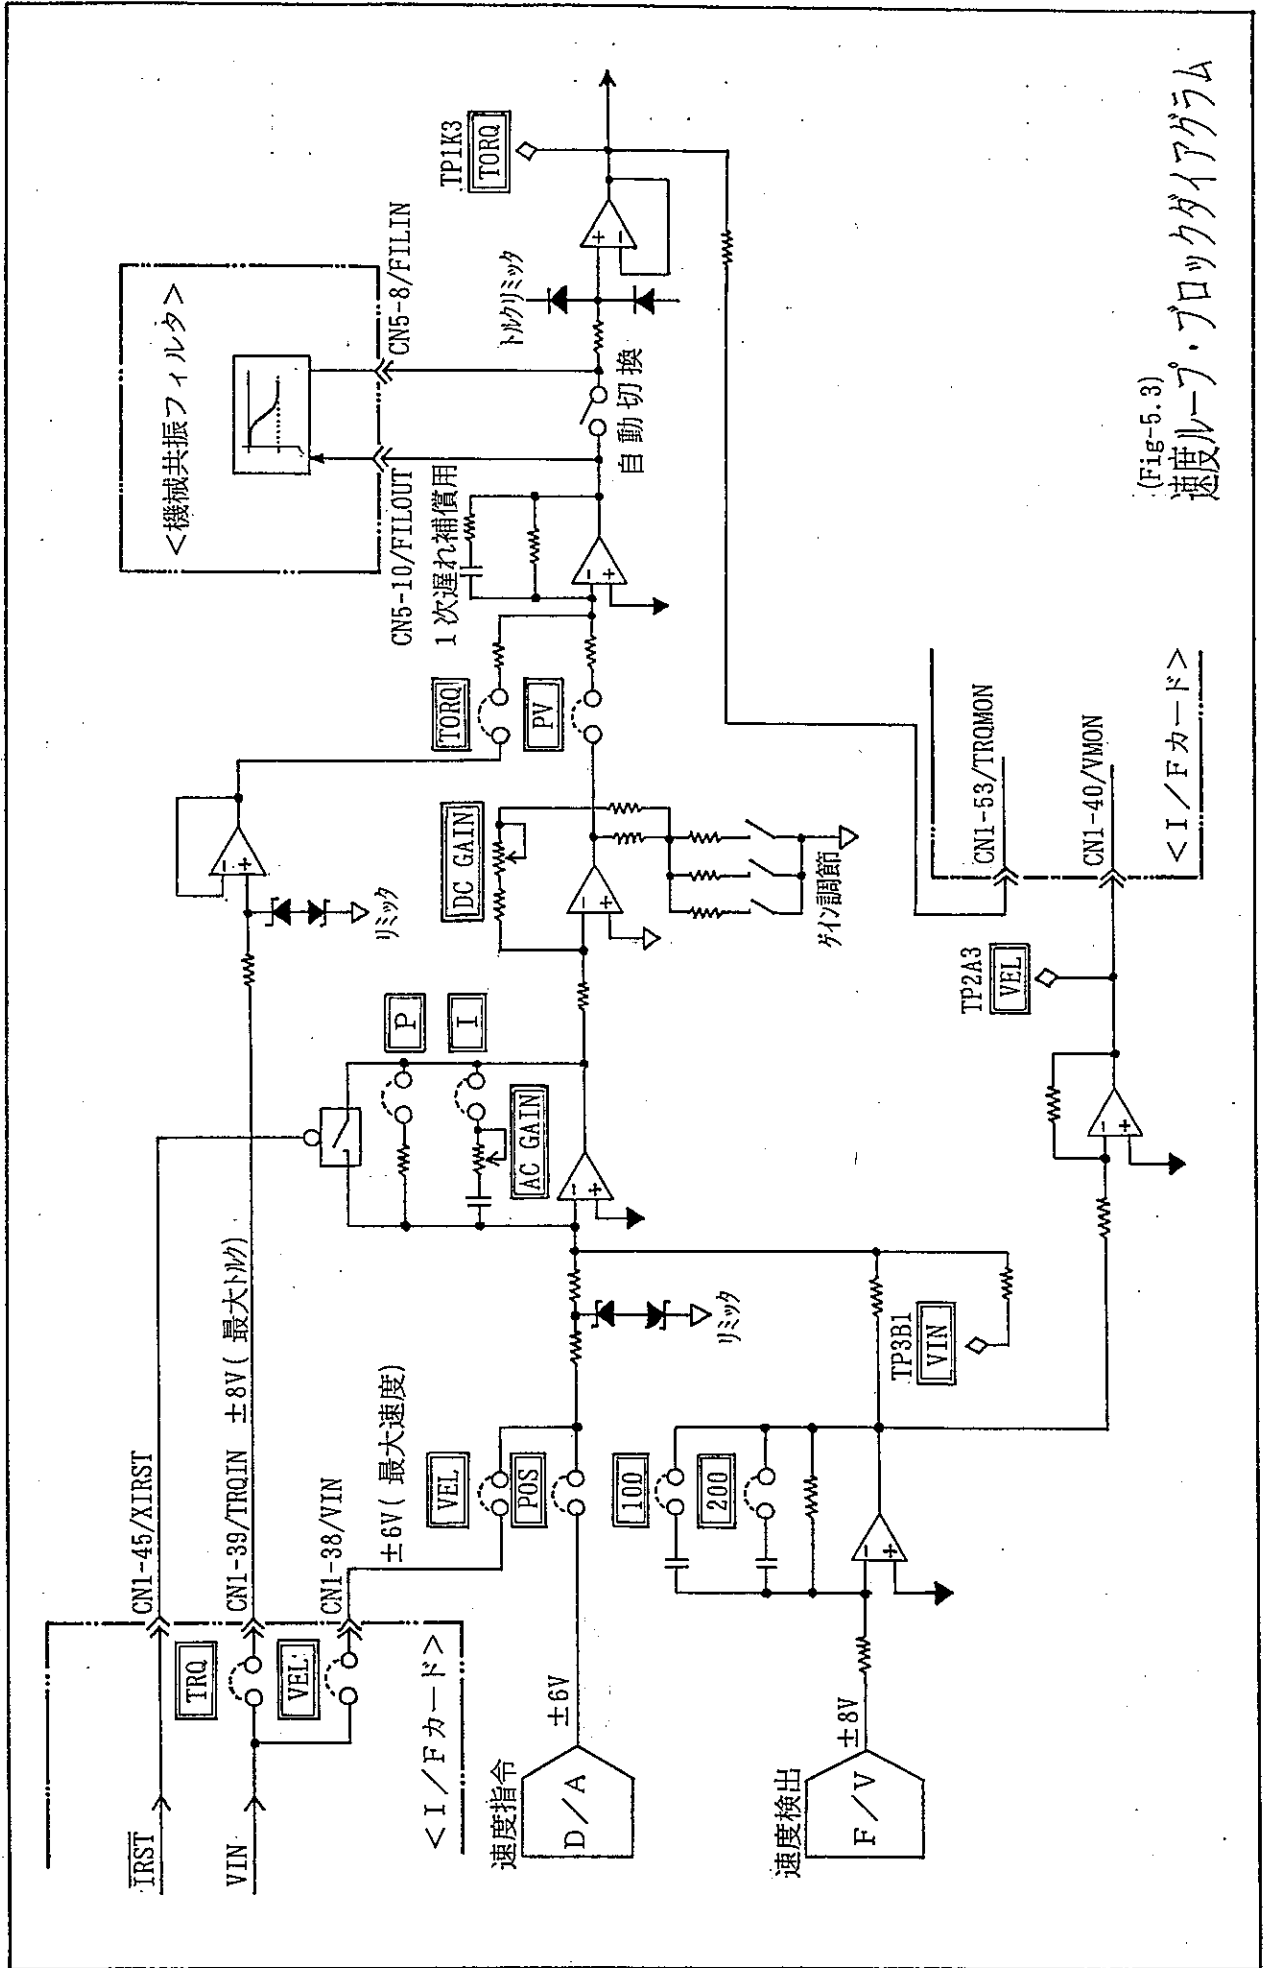 IRST
VIN
TRQ
VEL
<I/Fカード>
CN1-45/XIRST
CN1-39/TRQIN
±8V(最大トルク)
CN1-38/VIN
±6V(最大速度)
VEL
POS
速度指令
D/A
±6V
速度検出
F/V
±8V
100
200
リミッタ
TP3B1
VIN
P
I
AC GAIN
リミッタ
DC GAIN
ゲイン調節
TORQ
PV
<機械共振フィルタ>
CN5-10/FILOUT
CN5-8/FILIN
1次遅れ補償用
自動切換
トルクリミッタ
TP1K3
TORQ
TP2A3
VEL
CN1-53/TRQMON
CN1-40/VMON
<I/Fカード>
(Fig-5.3)
速度ループ・ブロックダイアグラム